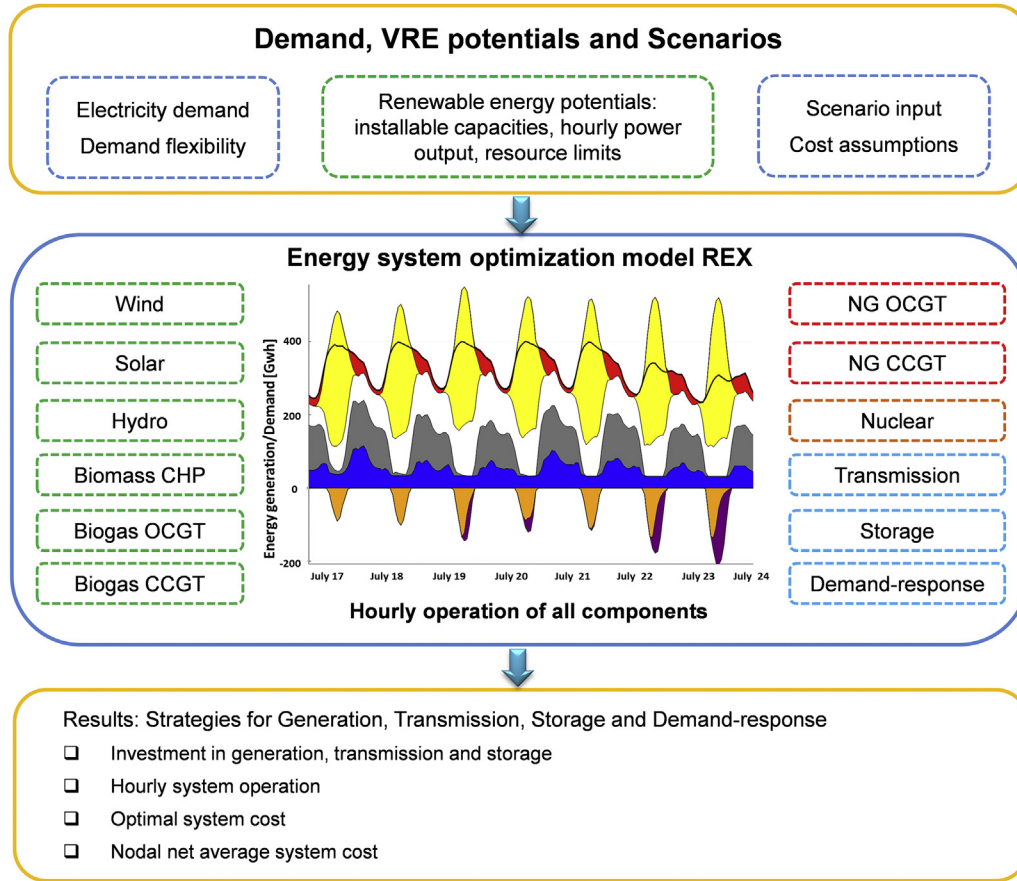 Demand, VRE potentials and Scenarios
Electricity demand
Demand flexibility
Renewable energy potentials:
installable capacities, hourly power
output, resource limits
Scenario input
Cost assumptions
Energy system optimization model REX
Wind
Solar
Hydro
Biomass CHP
Biogas OCGT
Biogas CCGT
Energy generation/Demand [Gwh]
400
200
0
-200
July 17
July 18
July 19
July 20
July 21
July 22
July 23
July 24
Hourly operation of all components
NG OCGT
NG CCGT
Nuclear
Transmission
Storage
Demand-response
Results: Strategies for Generation, Transmission, Storage and Demand-response
❑ Investment in generation, transmission and storage
❑ Hourly system operation
❑ Optimal system cost
❑ Nodal net average system cost